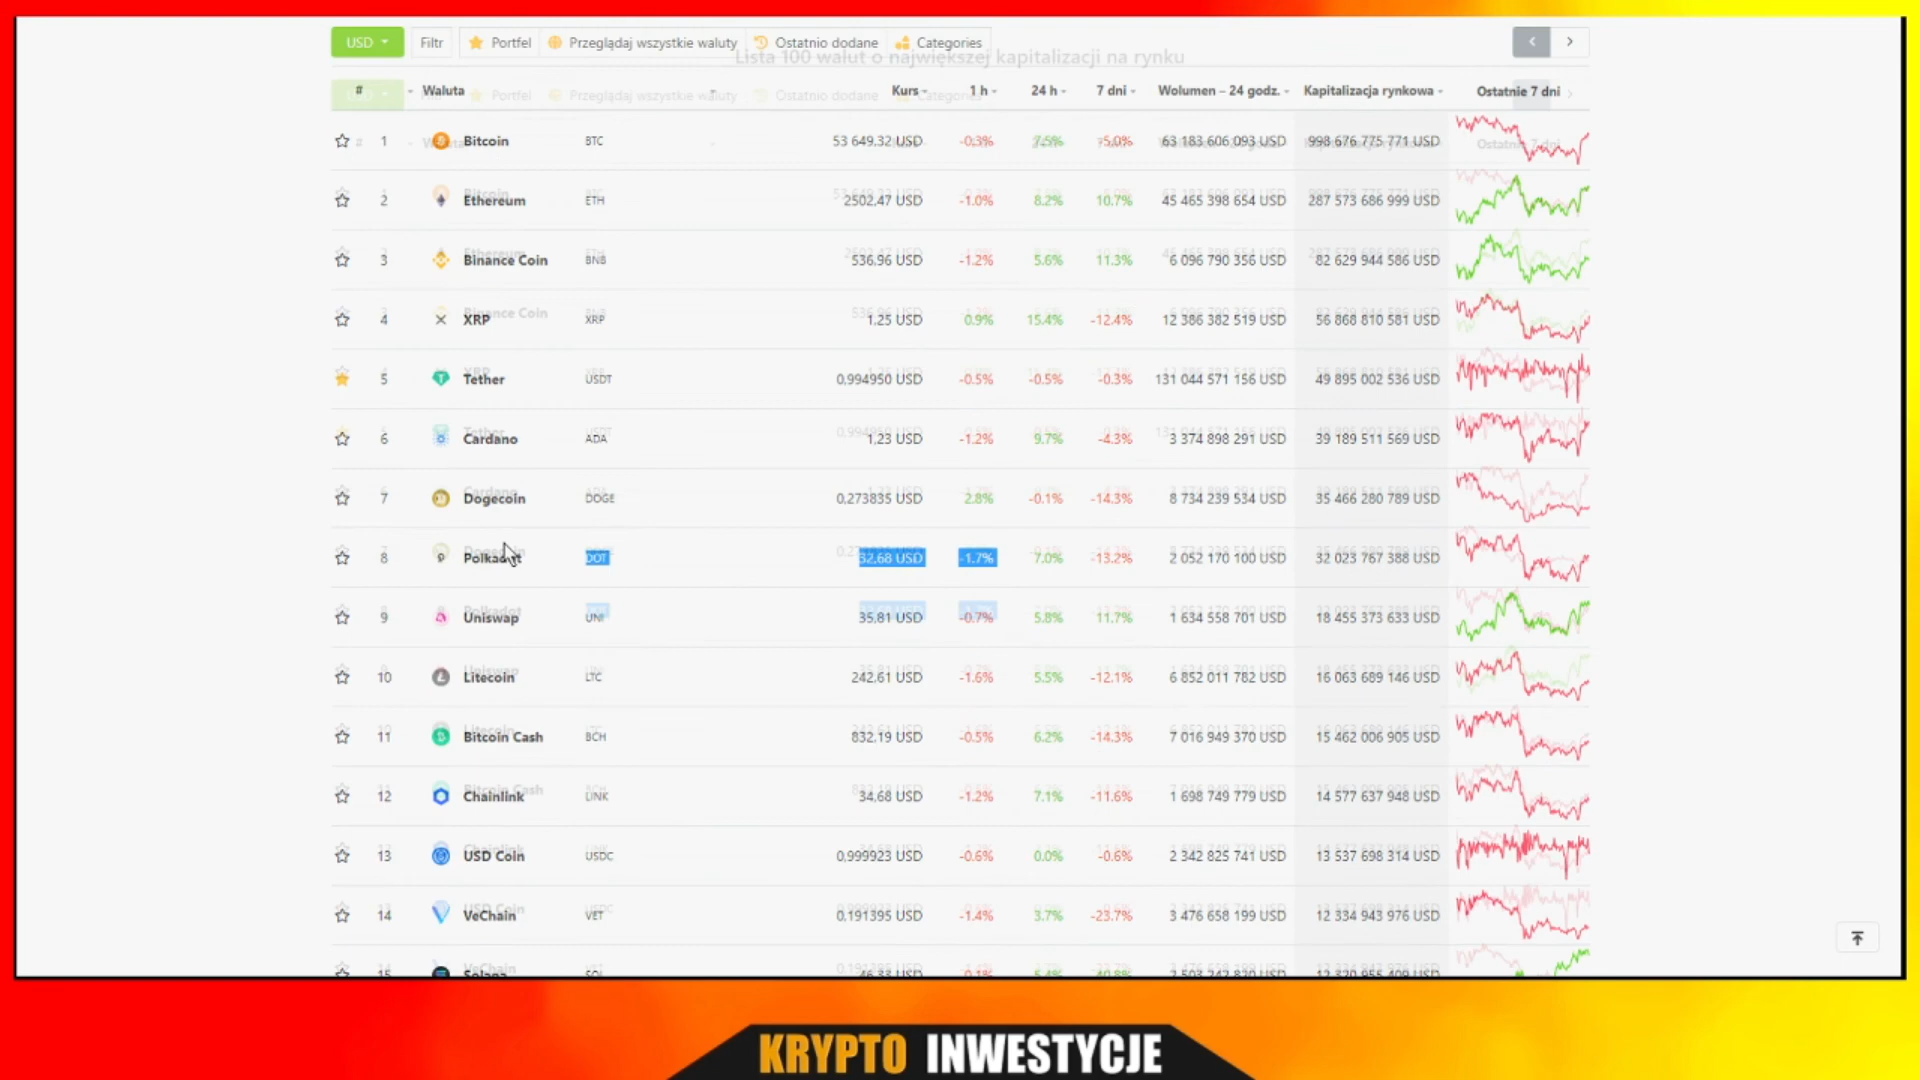 USD Filtr Portfel Przeglądaj wszystkie waluty Ostatnio dodane Categories
Lista 100 walut o największej kapitalizacji na rynku
# Waluta Kurs 1 h 24 h 7 dni Wolumen – 24 godz. Kapitalizacja rynkowa Ostatnie 7 dni
1 Bitcoin BTC 53 649.32 USD -0.3% 7.5% -5.0% 63 183 606 093 USD 998 676 775 771 USD
2 Ethereum ETH 2502,47 USD -1.0% 8.2% 10.7% 45 465 398 654 USD 287 573 686 999 USD
3 Binance Coin BNB 536.96 USD -1.2% 5.6% 11.3% 6 096 790 356 USD 82 629 944 586 USD
4 XRP XRP 1.25 USD 0.9% 15.4% -12.4% 12 386 382 519 USD 56 868 810 581 USD
5 Tether USDT 0,994950 USD -0.5% -0.5% -0.3% 131 044 571 156 USD 49 895 002 536 USD
6 Cardano ADA 1,23 USD -1.2% 9.7% -4.3% 3 374 898 291 USD 39 189 511 569 USD
7 Dogecoin DOGE 0,273835 USD 2.8% -0.1% -14.3% 8 734 239 534 USD 35 466 280 789 USD
8 Polkadot DOT 32.68 USD -1.7% 7.0% -13.2% 2 052 170 100 USD 32 023 767 388 USD
9 Uniswap UNI 35,81 USD -0.7% 5.8% 11.7% 1 634 558 701 USD 18 455 373 633 USD
10 Litecoin LTC 242.61 USD -1.6% 5.5% -12.1% 6 852 011 782 USD 16 063 689 146 USD
11 Bitcoin Cash BCH 832.19 USD -0.5% 6.2% -14.3% 7 016 949 370 USD 15 462 006 905 USD
12 Chainlink LINK 34,68 USD -1.2% 7.1% -11.6% 1 698 749 779 USD 14 577 637 948 USD
13 USD Coin USDC 0,999923 USD -0.6% 0.0% -0.6% 2 342 825 741 USD 13 537 698 314 USD
14 VeChain VET 0.191395 USD -1.4% 3.7% -23.7% 3 476 658 199 USD 12 334 943 976 USD
15 Solana SOL
KRYPTO INWESTYCJE